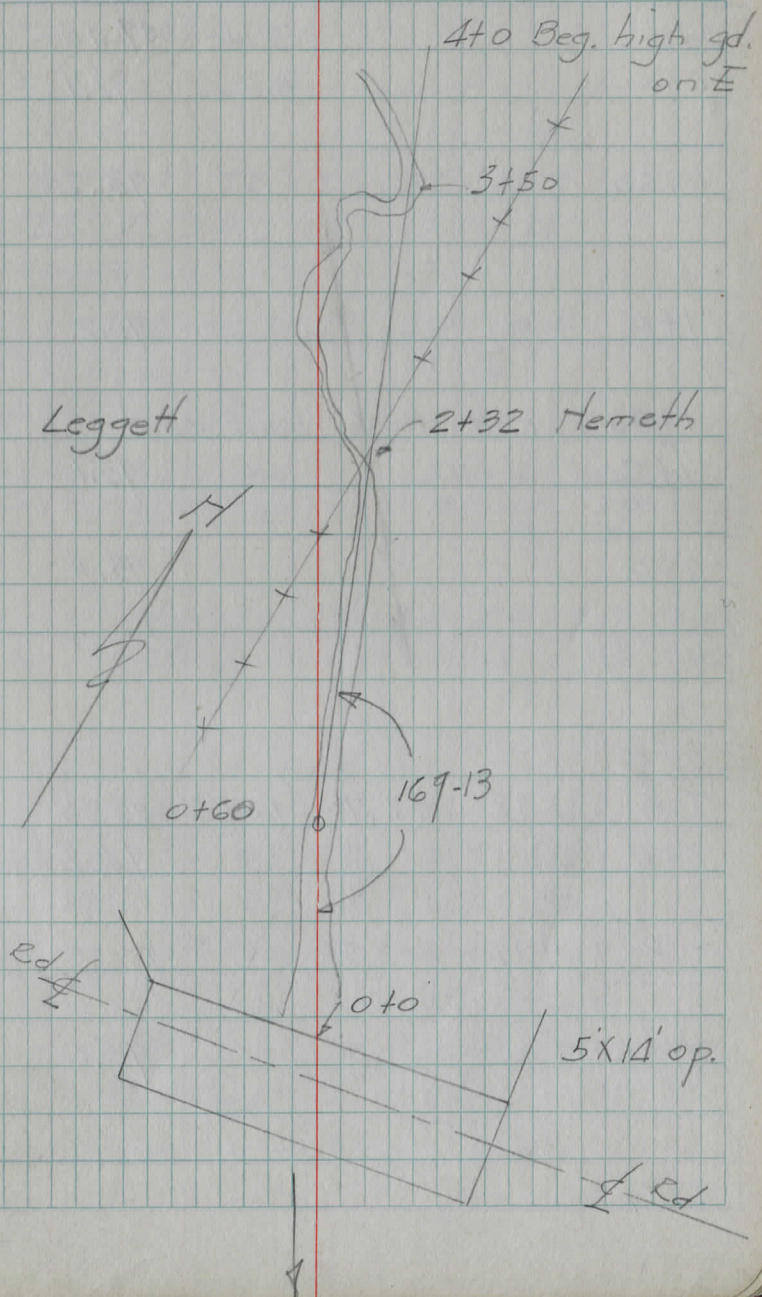 4+0 Beg. high gd.
on E
3+50
Leggett
2+32 Nemeth
N
169-13
0+60
Rd ℄
0+0
5'X14' op.
℄ Rd